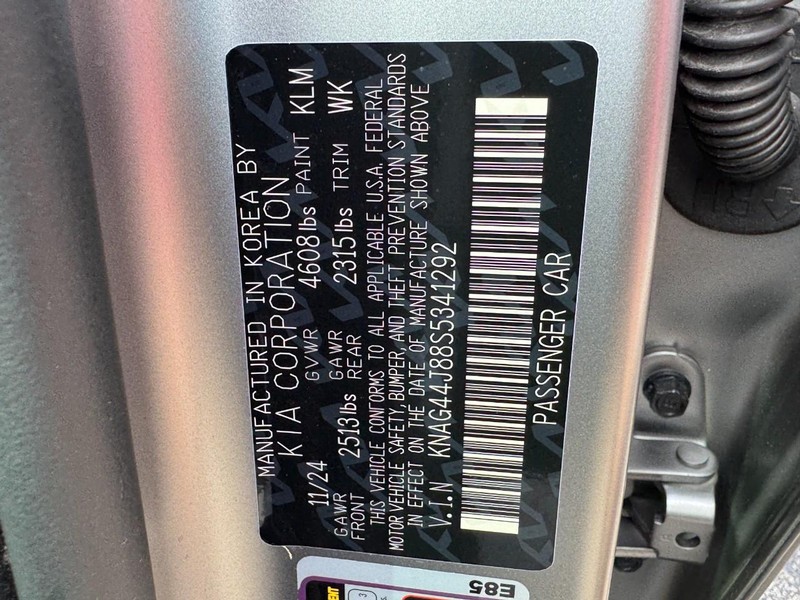 MANUFACTURED IN KOREA BY
KIA CORPORATION
11/24 GVWR 4608lbs PAINT KLM
GAWR FRONT 2513lbs GAWR REAR 2315lbs TRIM WK
THIS VEHICLE CONFORMS TO ALL APPLICABLE U.S.A. FEDERAL
MOTOR VEHICLE SAFETY, BUMPER, AND THEFT PREVENTION STANDARDS
IN EFFECT ON THE DATE OF MANUFACTURE SHOWN ABOVE
V.I.N KNAG44J88S5341292
PASSENGER CAR
E85